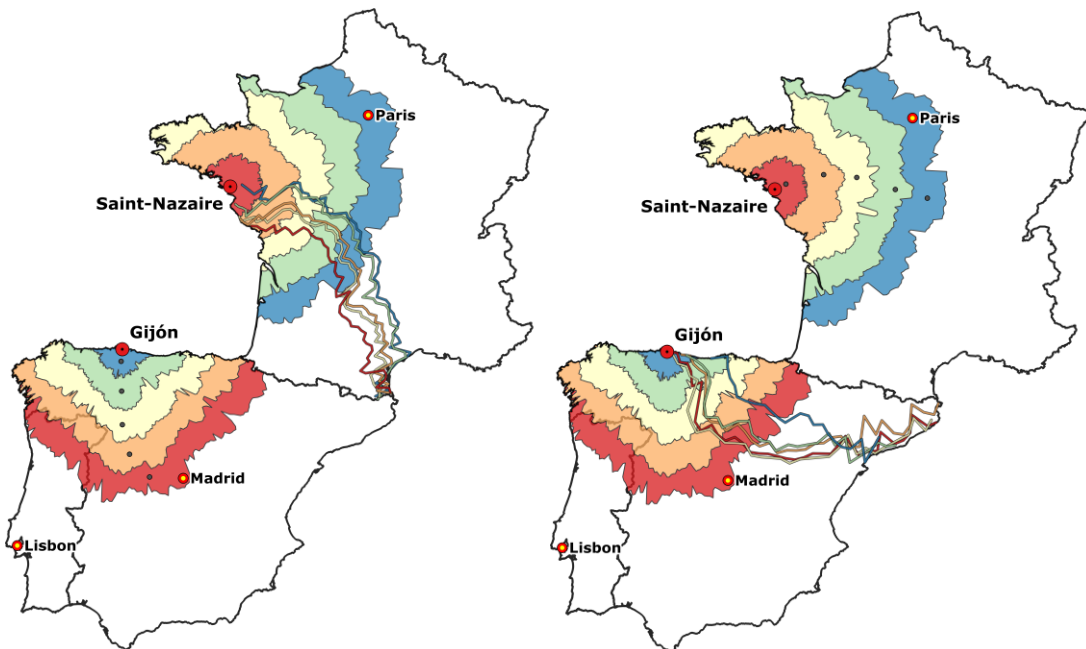 Paris
Saint-Nazaire
Gijón
Madrid
Lisbon
Paris
Saint-Nazaire
Gijón
Madrid
Lisbon